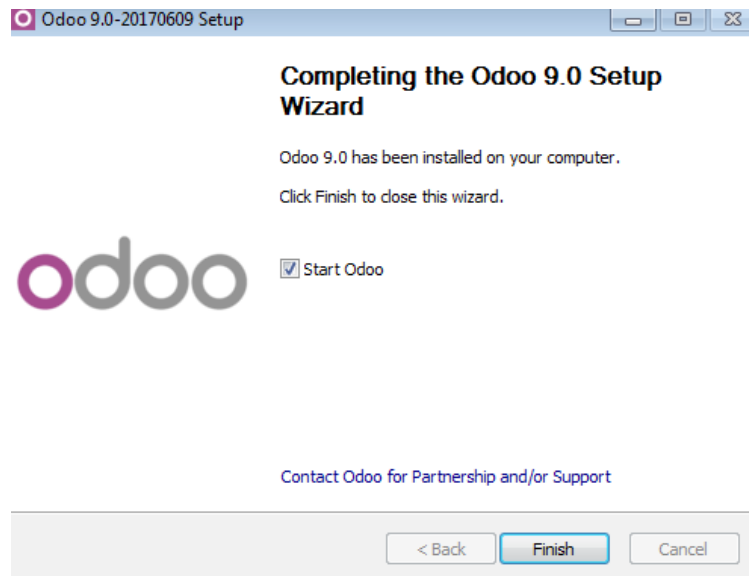 Odoo 9.0-20170609 Setup
Completing the Odoo 9.0 Setup
Wizard
Odoo 9.0 has been installed on your computer.
Click Finish to close this wizard.
odoo
Start Odoo
Contact Odoo for Partnership and/or Support
< Back Finish Cancel